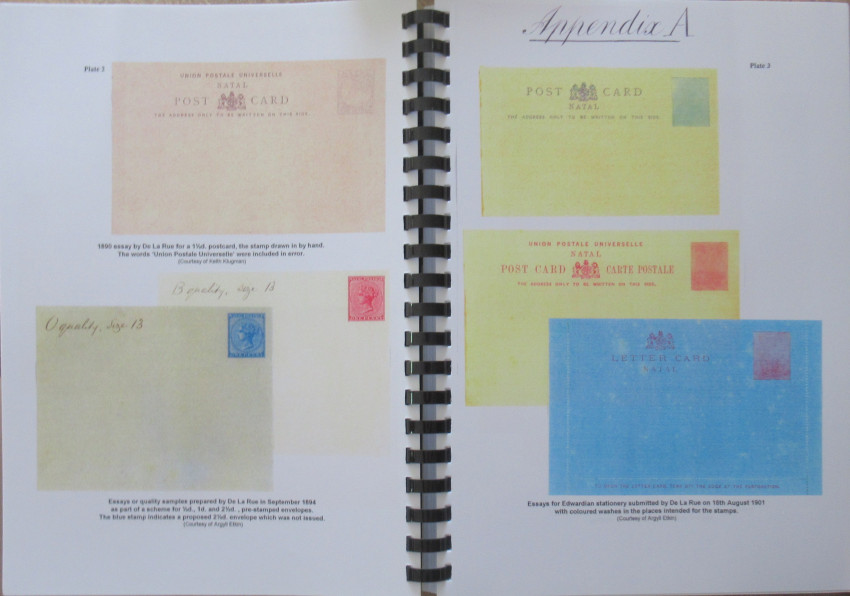 Plate 2
UNION POSTALE UNIVERSELLE
NATAL
POST CARD
THE ADDRESS ONLY TO BE WRITTEN ON THIS SIDE.
1890 essay by De La Rue for a 1½d. postcard, the stamp drawn in by hand.
The words 'Union Postale Universelle' were included in error.
(Courtesy of Keith Klugman)
B quality, Size B
O quality, Size B
Essays or quality samples prepared by De La Rue in September 1894
as part of a scheme for ½d., 1d. and 2½d. , pre-stamped envelopes.
The blue stamp indicates a proposed 2½d. envelope which was not issued.
(Courtesy of Argyll Etkin)
Appendix A
Plate 3
POST CARD
NATAL
THE ADDRESS ONLY TO BE WRITTEN ON THIS SIDE.
UNION POSTALE UNIVERSELLE
NATAL
POST CARD CARTE POSTALE
THE ADDRESS ONLY TO BE WRITTEN ON THIS SIDE.
LETTER CARD
NATAL
Essays for Edwardian stationery submitted by De La Rue on 16th August 1901
with coloured washes in the places intended for the stamps.
(Courtesy of Argyll Etkin)